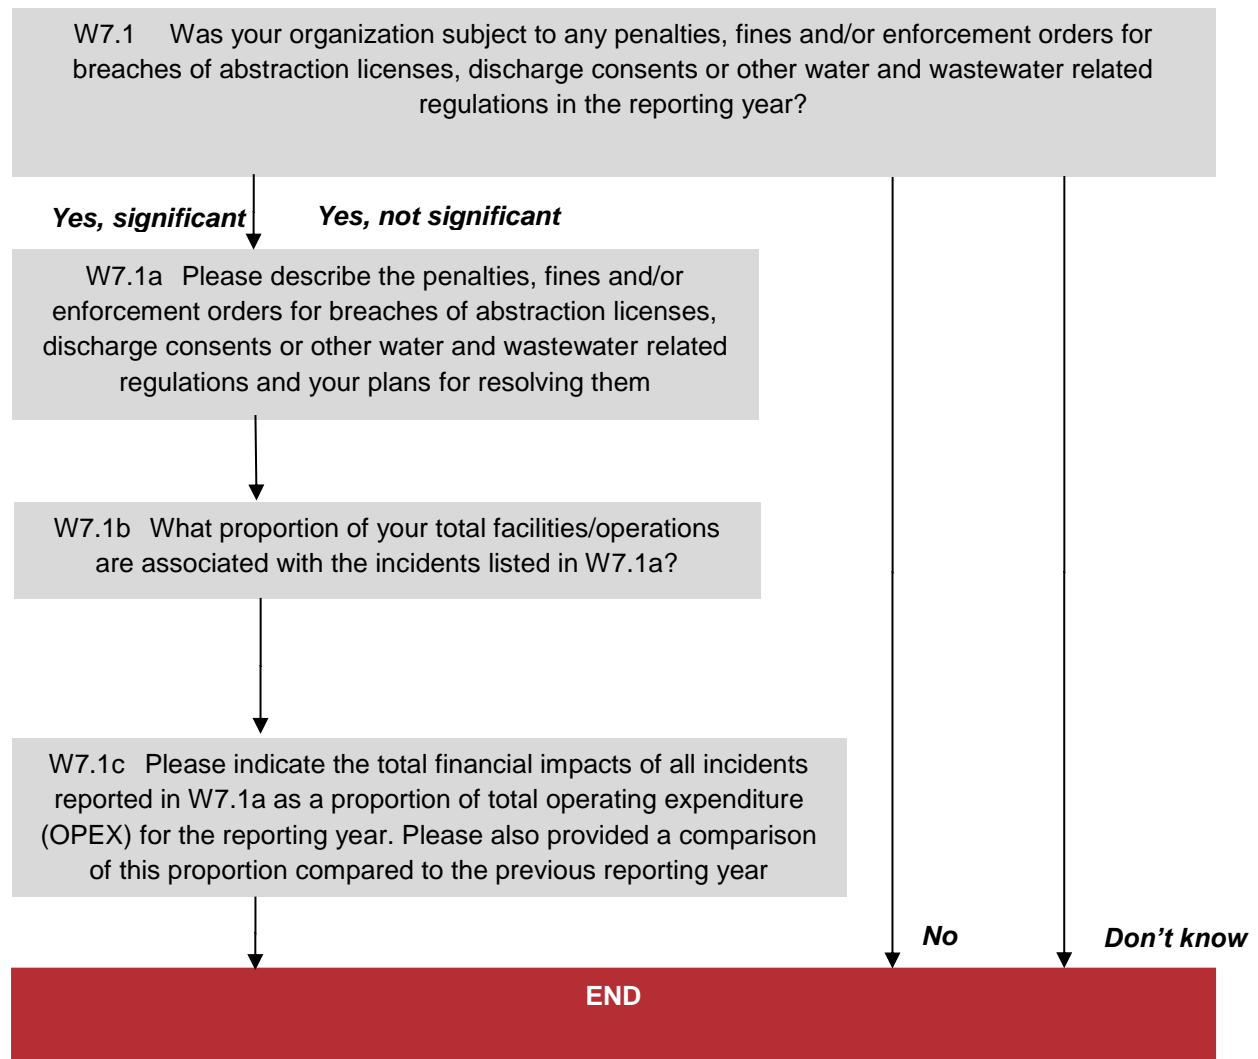 W7.1 Was your organization subject to any penalties, fines and/or enforcement orders for
breaches of abstraction licenses, discharge consents or other water and wastewater related
regulations in the reporting year?
Yes, significant
Yes, not significant
W7.1a Please describe the penalties, fines and/or
enforcement orders for breaches of abstraction licenses,
discharge consents or other water and wastewater related
regulations and your plans for resolving them
W7.1b What proportion of your total facilities/operations
are associated with the incidents listed in W7.1a?
W7.1c Please indicate the total financial impacts of all incidents
reported in W7.1a as a proportion of total operating expenditure
(OPEX) for the reporting year. Please also provided a comparison
of this proportion compared to the previous reporting year
No
Don’t know
END